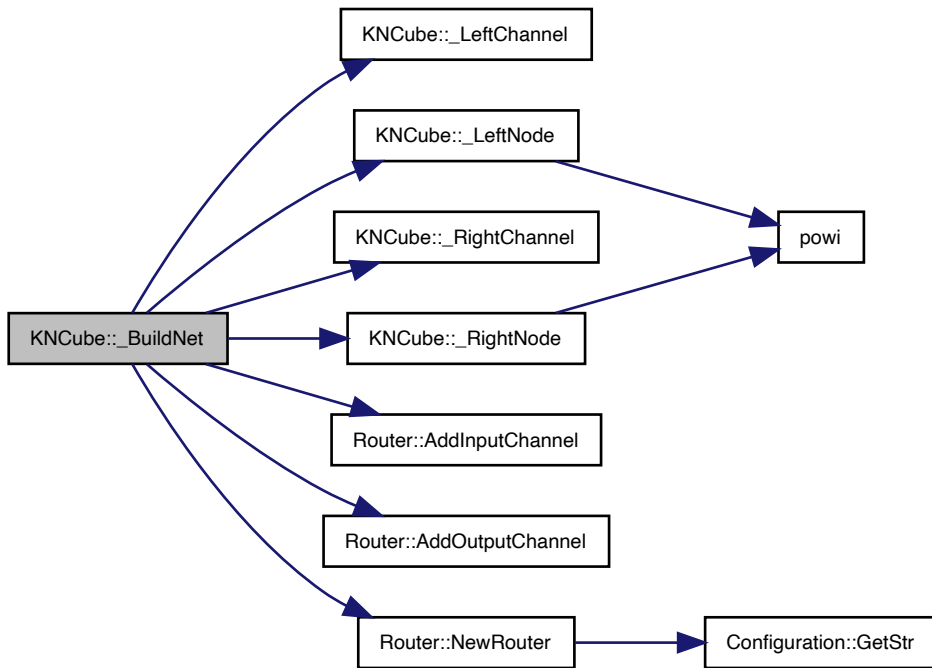 KNCube::_LeftChannel
KNCube::_LeftNode
KNCube::_RightChannel
powi
KNCube::_BuildNet
KNCube::_RightNode
Router::AddInputChannel
Router::AddOutputChannel
Router::NewRouter
Configuration::GetStr